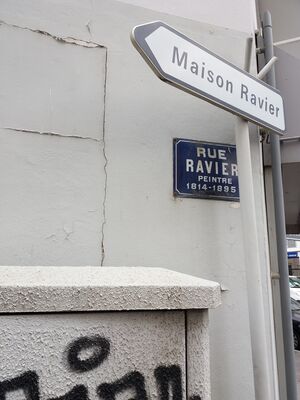 Maison Ravier
RUE
RAVIER
PEINTRE
1814-1895